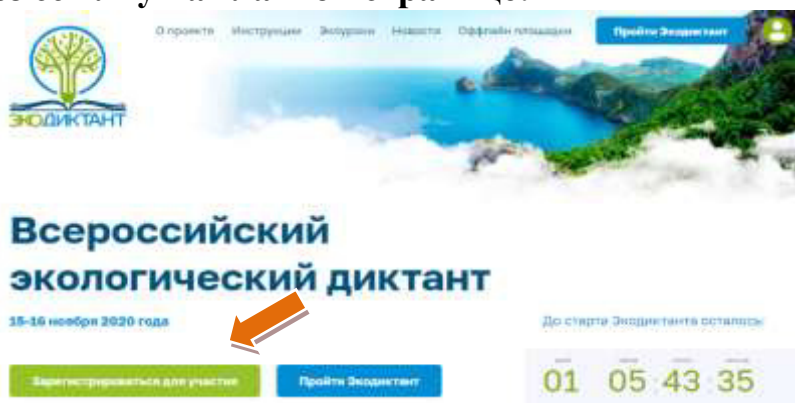 О проекте Инструкции Экоуроки Новости Оффлайн площадки Пройти Экодиктант
ЭКОДИКТАНТ
Всероссийский
экологический диктант
15-16 ноября 2020 года
До старта Экодиктанта осталось:
Зарегистрироваться для участия Пройти Экодиктант
01 05 43 35